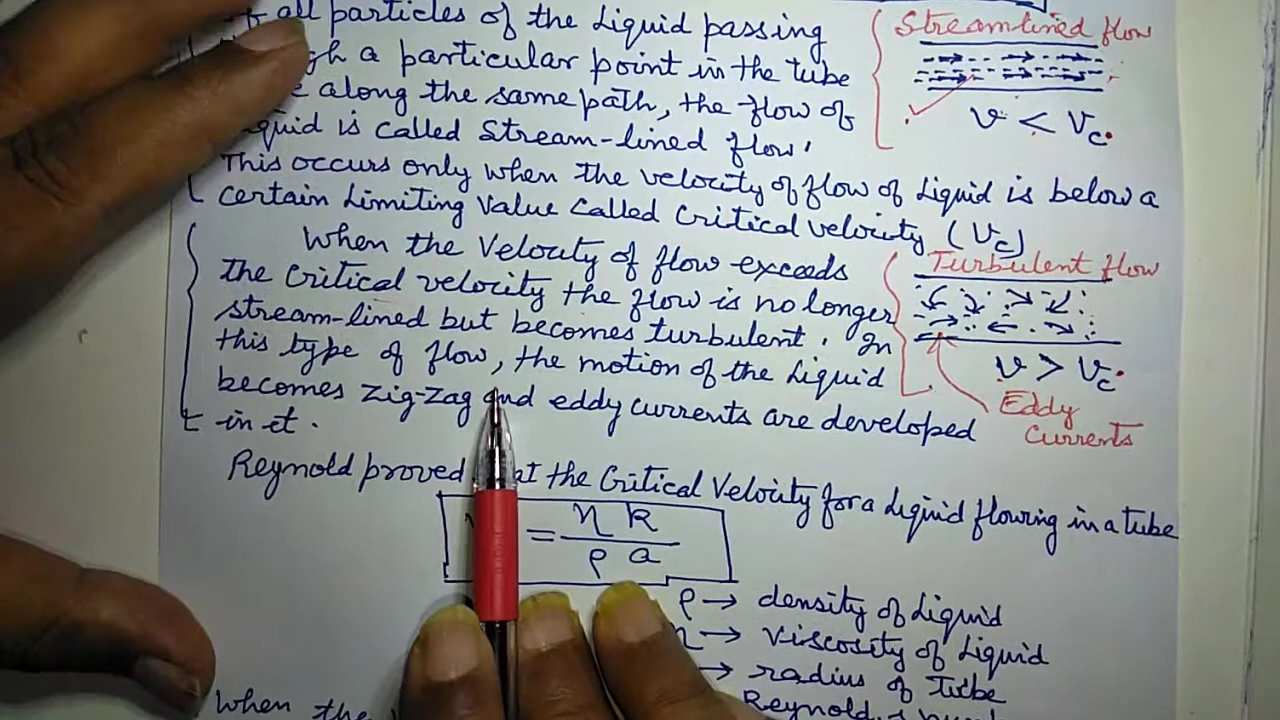 all particles of the Liquid passing
a particular point in the tube
along the same path, the flow of
is called Stream-lined flow.
This occurs only when the velocity of flow of Liquid is below a
certain Limiting Value called Critical velocity (Vc)
Streamlined flow
v < Vc
When the Velocity of flow exceeds
the Critical velocity the flow is no longer
stream-lined but becomes turbulent. In
this type of flow, the motion of the Liquid
becomes Zig-Zag and eddy currents are developed
in it.
Turbulent flow
v > Vc
Eddy
Currents
Reynold proved the Critical Velocity for a Liquid flowing in a tube
= η k / ρ a
ρ → density of Liquid
η → viscosity of Liquid
→ radius of Tube
Reynold's
When the